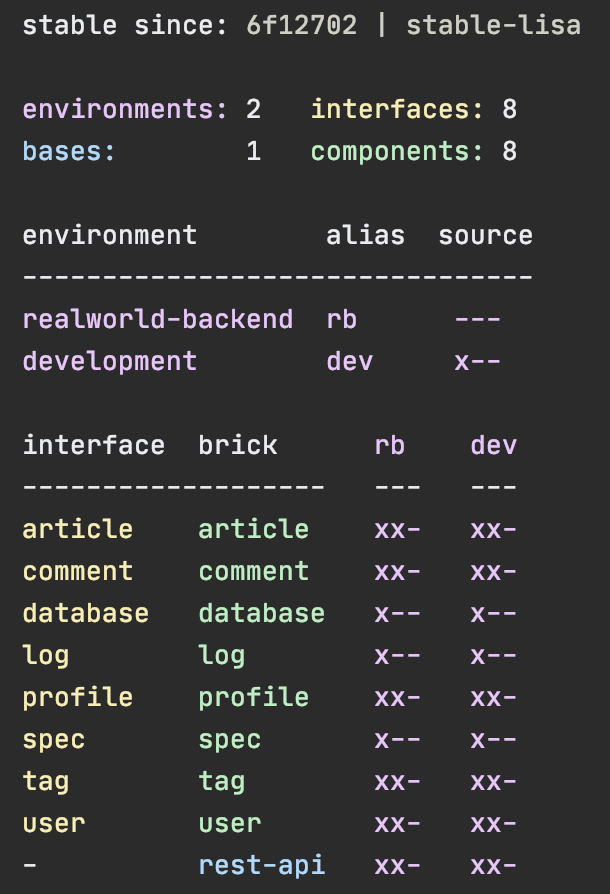 stable since: 6f12702 | stable-lisa
environments: 2   interfaces: 8
bases:        1   components: 8
environment        alias  source
--------------------------------
realworld-backend  rb      ---
development        dev     x--
interface  brick      rb    dev
-------------------   ---   ---
article    article    xx-   xx-
comment    comment    xx-   xx-
database   database   x--   x--
log        log        x--   x--
profile    profile    xx-   xx-
spec       spec       x--   x--
tag        tag        xx-   xx-
user       user       xx-   xx-
-          rest-api   xx-   xx-